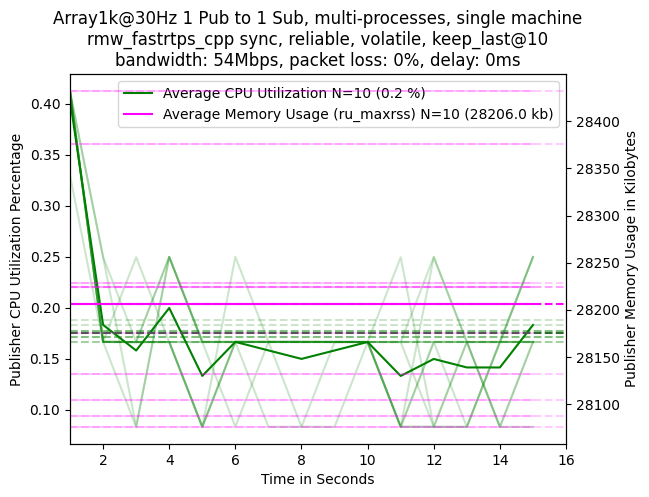 Array1k@30Hz 1 Pub to 1 Sub, multi-processes, single machine
rmw_fastrtps_cpp sync, reliable, volatile, keep_last@10
bandwidth: 54Mbps, packet loss: 0%, delay: 0ms
Average CPU Utilization N=10 (0.2 %)
Average Memory Usage (ru_maxrss) N=10 (28206.0 kb)
Publisher CPU Utilization Percentage
0.40
0.35
0.30
0.25
0.20
0.15
0.10
28400
28350
28300
28250
28200
28150
28100
Publisher Memory Usage in Kilobytes
2 4 6 8 10 12 14 16
Time in Seconds